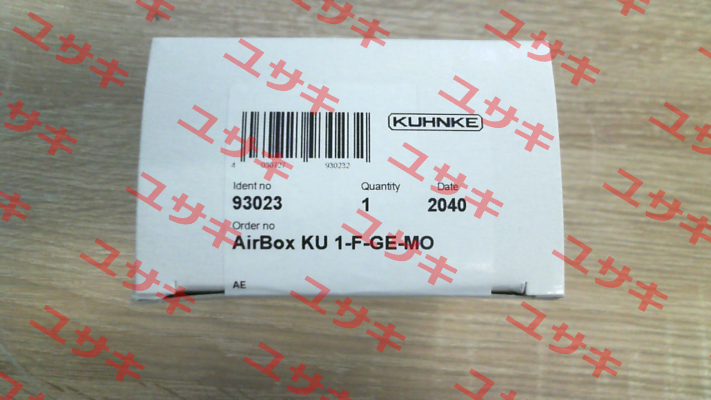 KUHNKE
Ident no
Quantity
Date
93023
1
2040
Order no
AirBox KU 1-F-GE-MO
AE
ユサキ